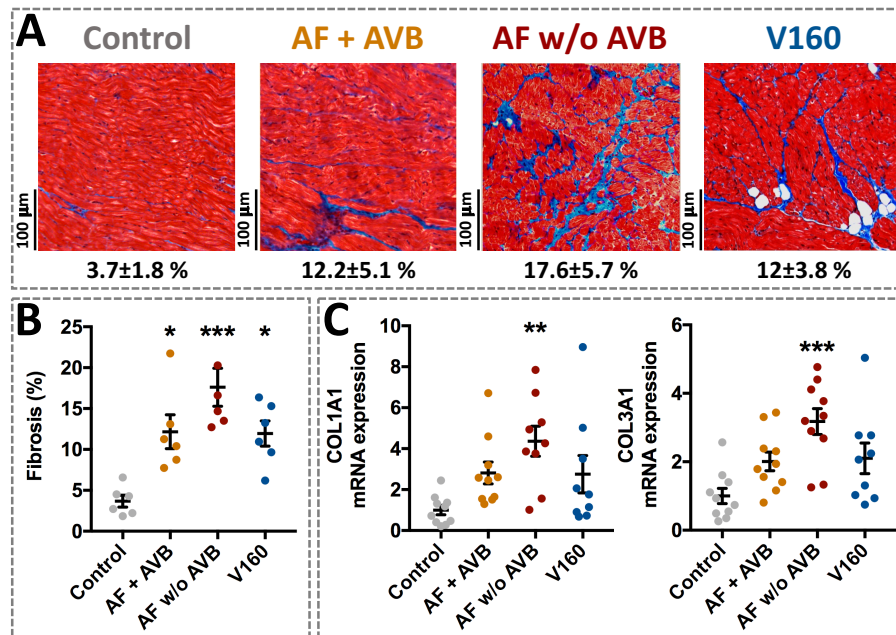 A
Control AF + AVB AF w/o AVB V160
100 µm 100 µm 100 µm 100 µm
3.7±1.8 % 12.2±5.1 % 17.6±5.7 % 12±3.8 %
B
Fibrosis (%)
25
20
15
10
5
0
* *** *
Control AF + AVB AF w/o AVB V160
C
COL1A1
mRNA expression
10
8
6
4
2
0
**
Control AF + AVB AF w/o AVB V160
COL3A1
mRNA expression
6
4
2
0
***
Control AF + AVB AF w/o AVB V160